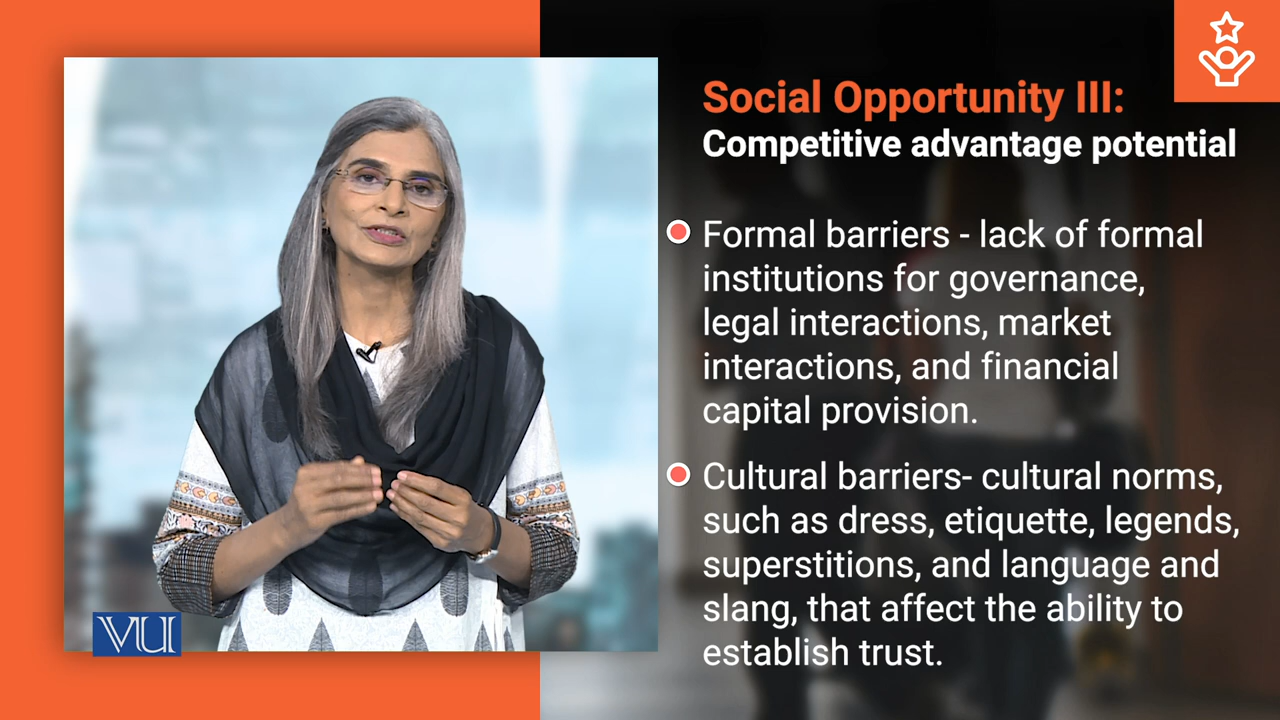 Social Opportunity III:
Competitive advantage potential
Formal barriers - lack of formal
institutions for governance,
legal interactions, market
interactions, and financial
capital provision.
Cultural barriers- cultural norms,
such as dress, etiquette, legends,
superstitions, and language and
slang, that affect the ability to
establish trust.
VU